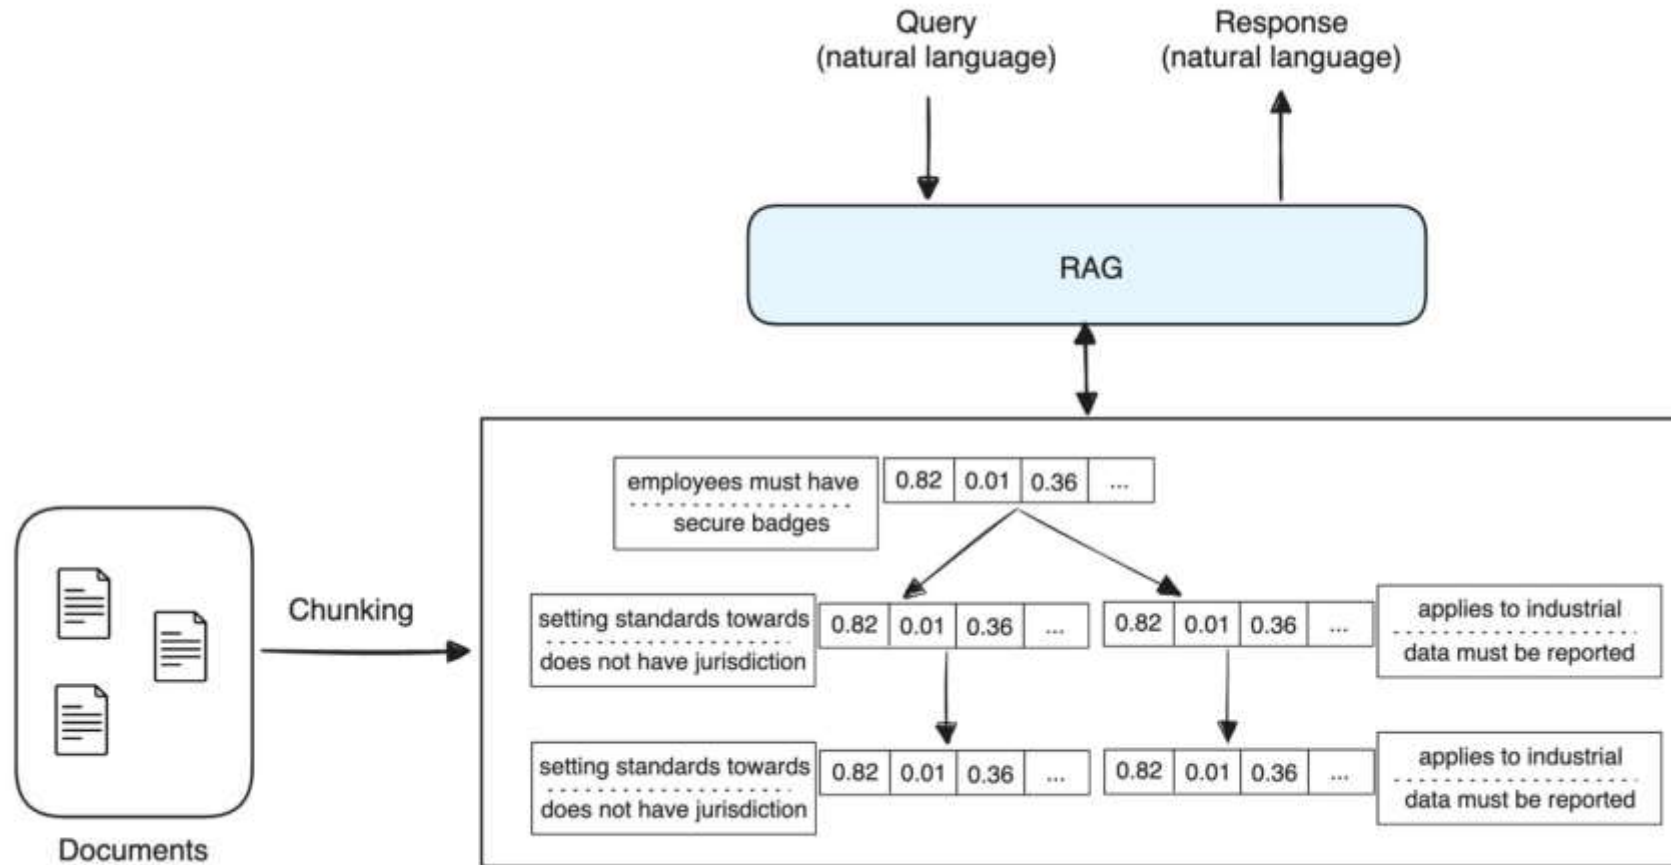 Query
(natural language)
Response
(natural language)
RAG
employees must have
secure badges
0.82 0.01 0.36 ...
Chunking
setting standards towards
does not have jurisdiction
0.82 0.01 0.36 ...
0.82 0.01 0.36 ...
applies to industrial
data must be reported
setting standards towards
does not have jurisdiction
0.82 0.01 0.36 ...
0.82 0.01 0.36 ...
applies to industrial
data must be reported
Documents